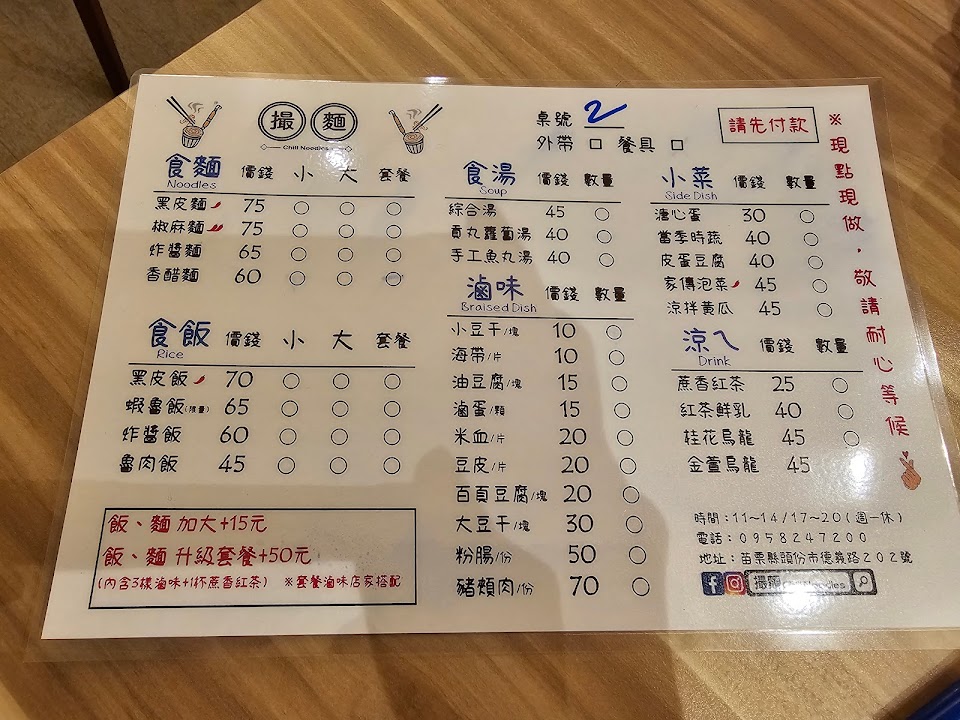 撮麵
Chill Noodles
桌號 2
外帶 □ 餐具 □
請先付款
※現點現做，敬請耐心等候
食麵 價錢 小 大 套餐
Noodles
黑皮麵 75 ○ ○ ○
椒麻麵 75 ○ ○ ○
炸醬麵 65 ○ ○ ○
香醋麵 60 ○ ○ ○
食飯 價錢 小 大 套餐
Rice
黑皮飯 70 ○ ○ ○
蝦魯飯(限量) 65 ○ ○ ○
炸醬飯 60 ○ ○ ○
魯肉飯 45 ○ ○ ○
飯、麵 加大+15元
飯、麵 升級套餐+50元
(內含3樣滷味+1杯蔗香紅茶) ※套餐滷味店家搭配
食湯 價錢 數量
Soup
綜合湯 45 ○
貢丸蘿蔔湯 40 ○
手工魚丸湯 40 ○
滷味 價錢 數量
Braised Dish
小豆干/塊 10 ○
海帶/片 10 ○
油豆腐/塊 15 ○
滷蛋/顆 15 ○
米血/片 20 ○
豆皮/片 20 ○
百頁豆腐/塊 20 ○
大豆干/塊 30 ○
粉腸/份 50 ○
豬頰肉/份 70 ○
小菜 價錢 數量
Side Dish
溏心蛋 30 ○
當季時蔬 40 ○
皮蛋豆腐 40 ○
家傳泡菜 45 ○
涼拌黃瓜 45 ○
涼ㄟ 價錢 數量
Drink
蔗香紅茶 25 ○
紅茶鮮乳 40 ○
桂花烏龍 45 ○
金萱烏龍 45
時間：11~14/17~20(週一休)
電話：0958247200
地址：苗栗縣頭份市德義路202號
撮麵 Noodles